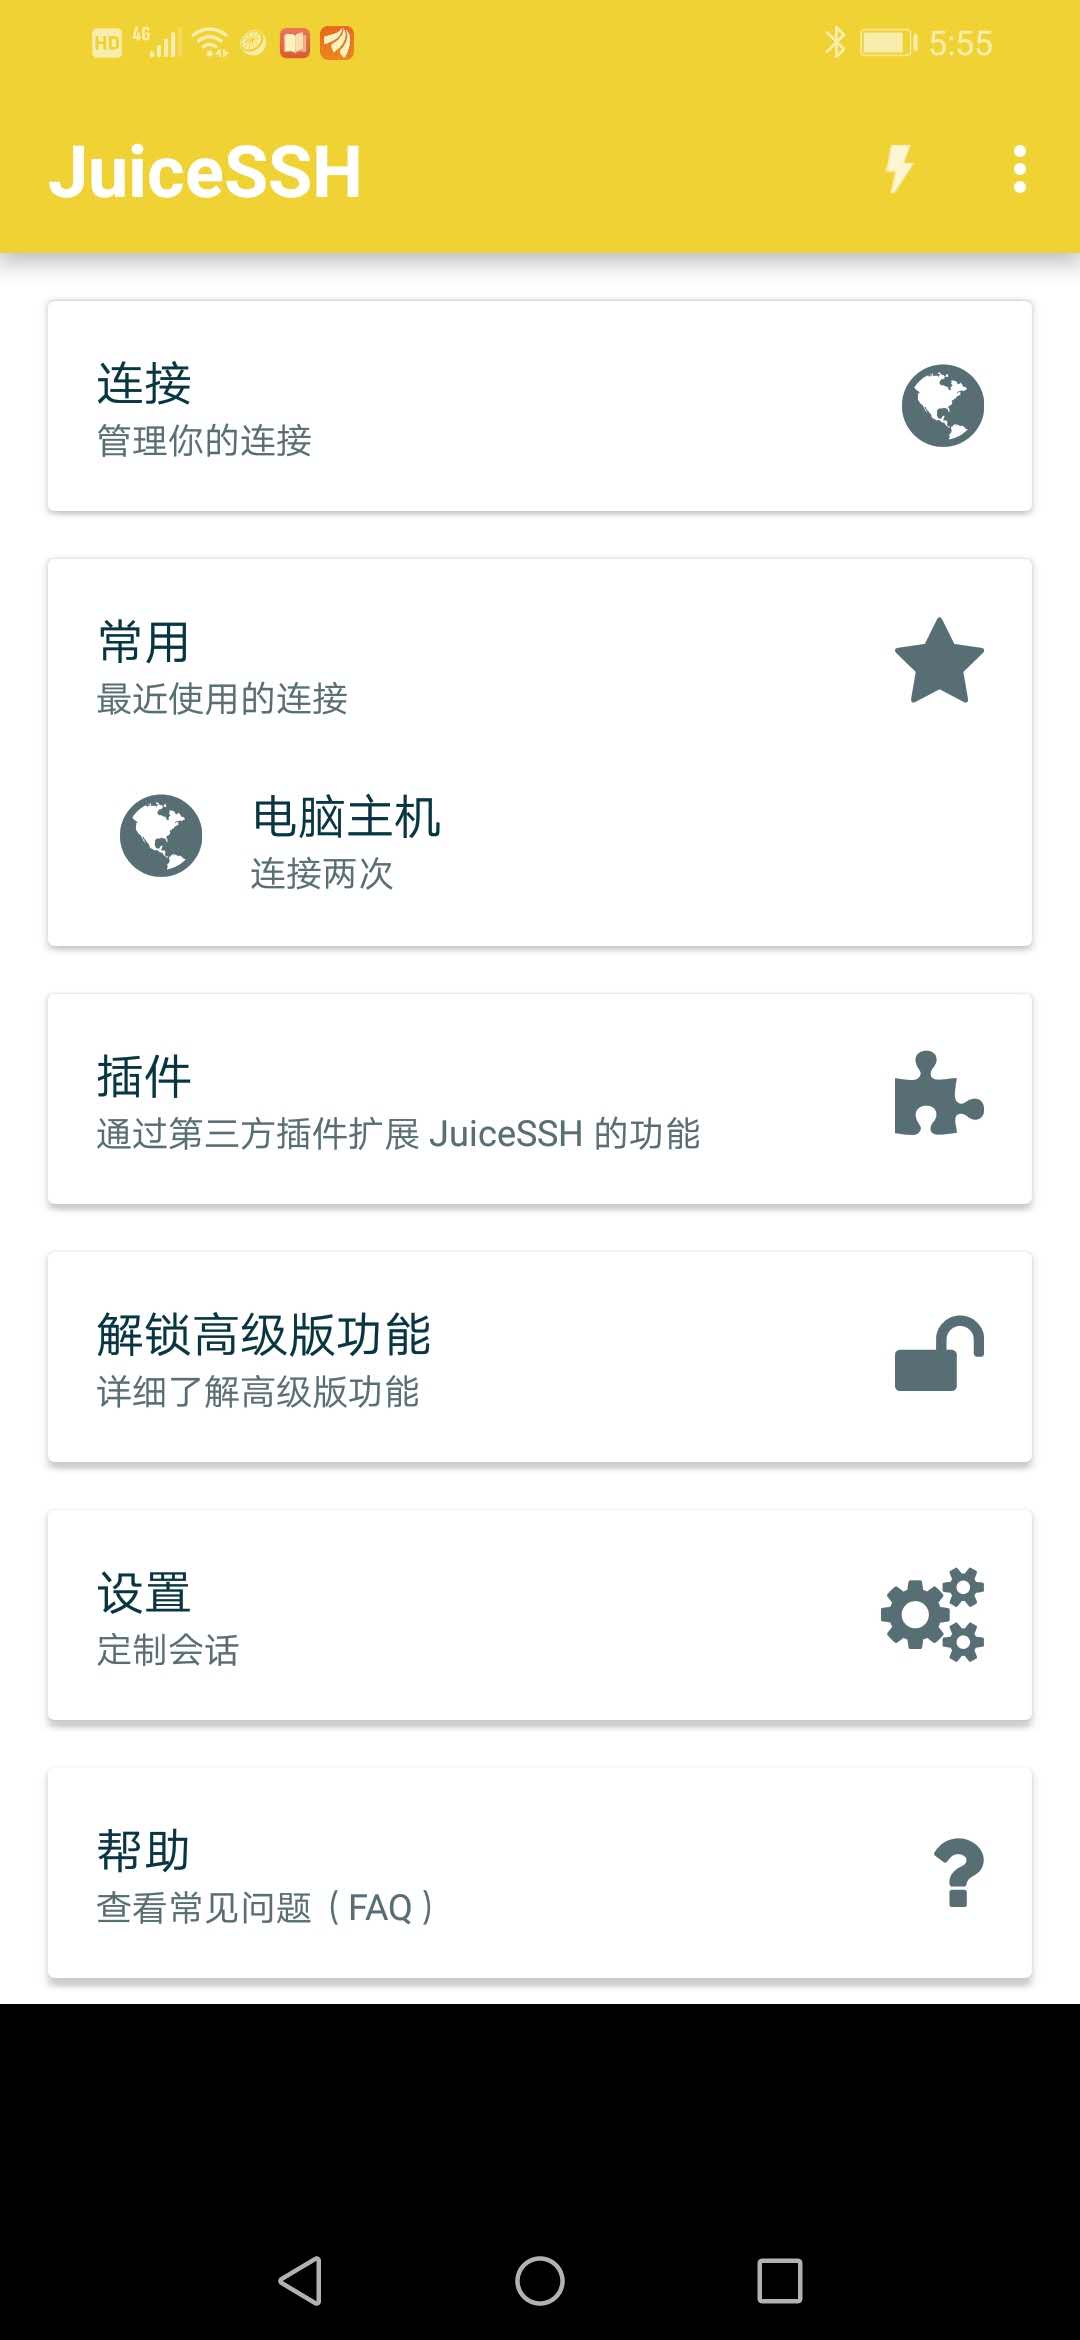 HD 4G 5:55
JuiceSSH
连接
管理你的连接
常用
最近使用的连接
电脑主机
连接两次
插件
通过第三方插件扩展 JuiceSSH 的功能
解锁高级版功能
详细了解高级版功能
设置
定制会话
帮助
查看常见问题（FAQ）